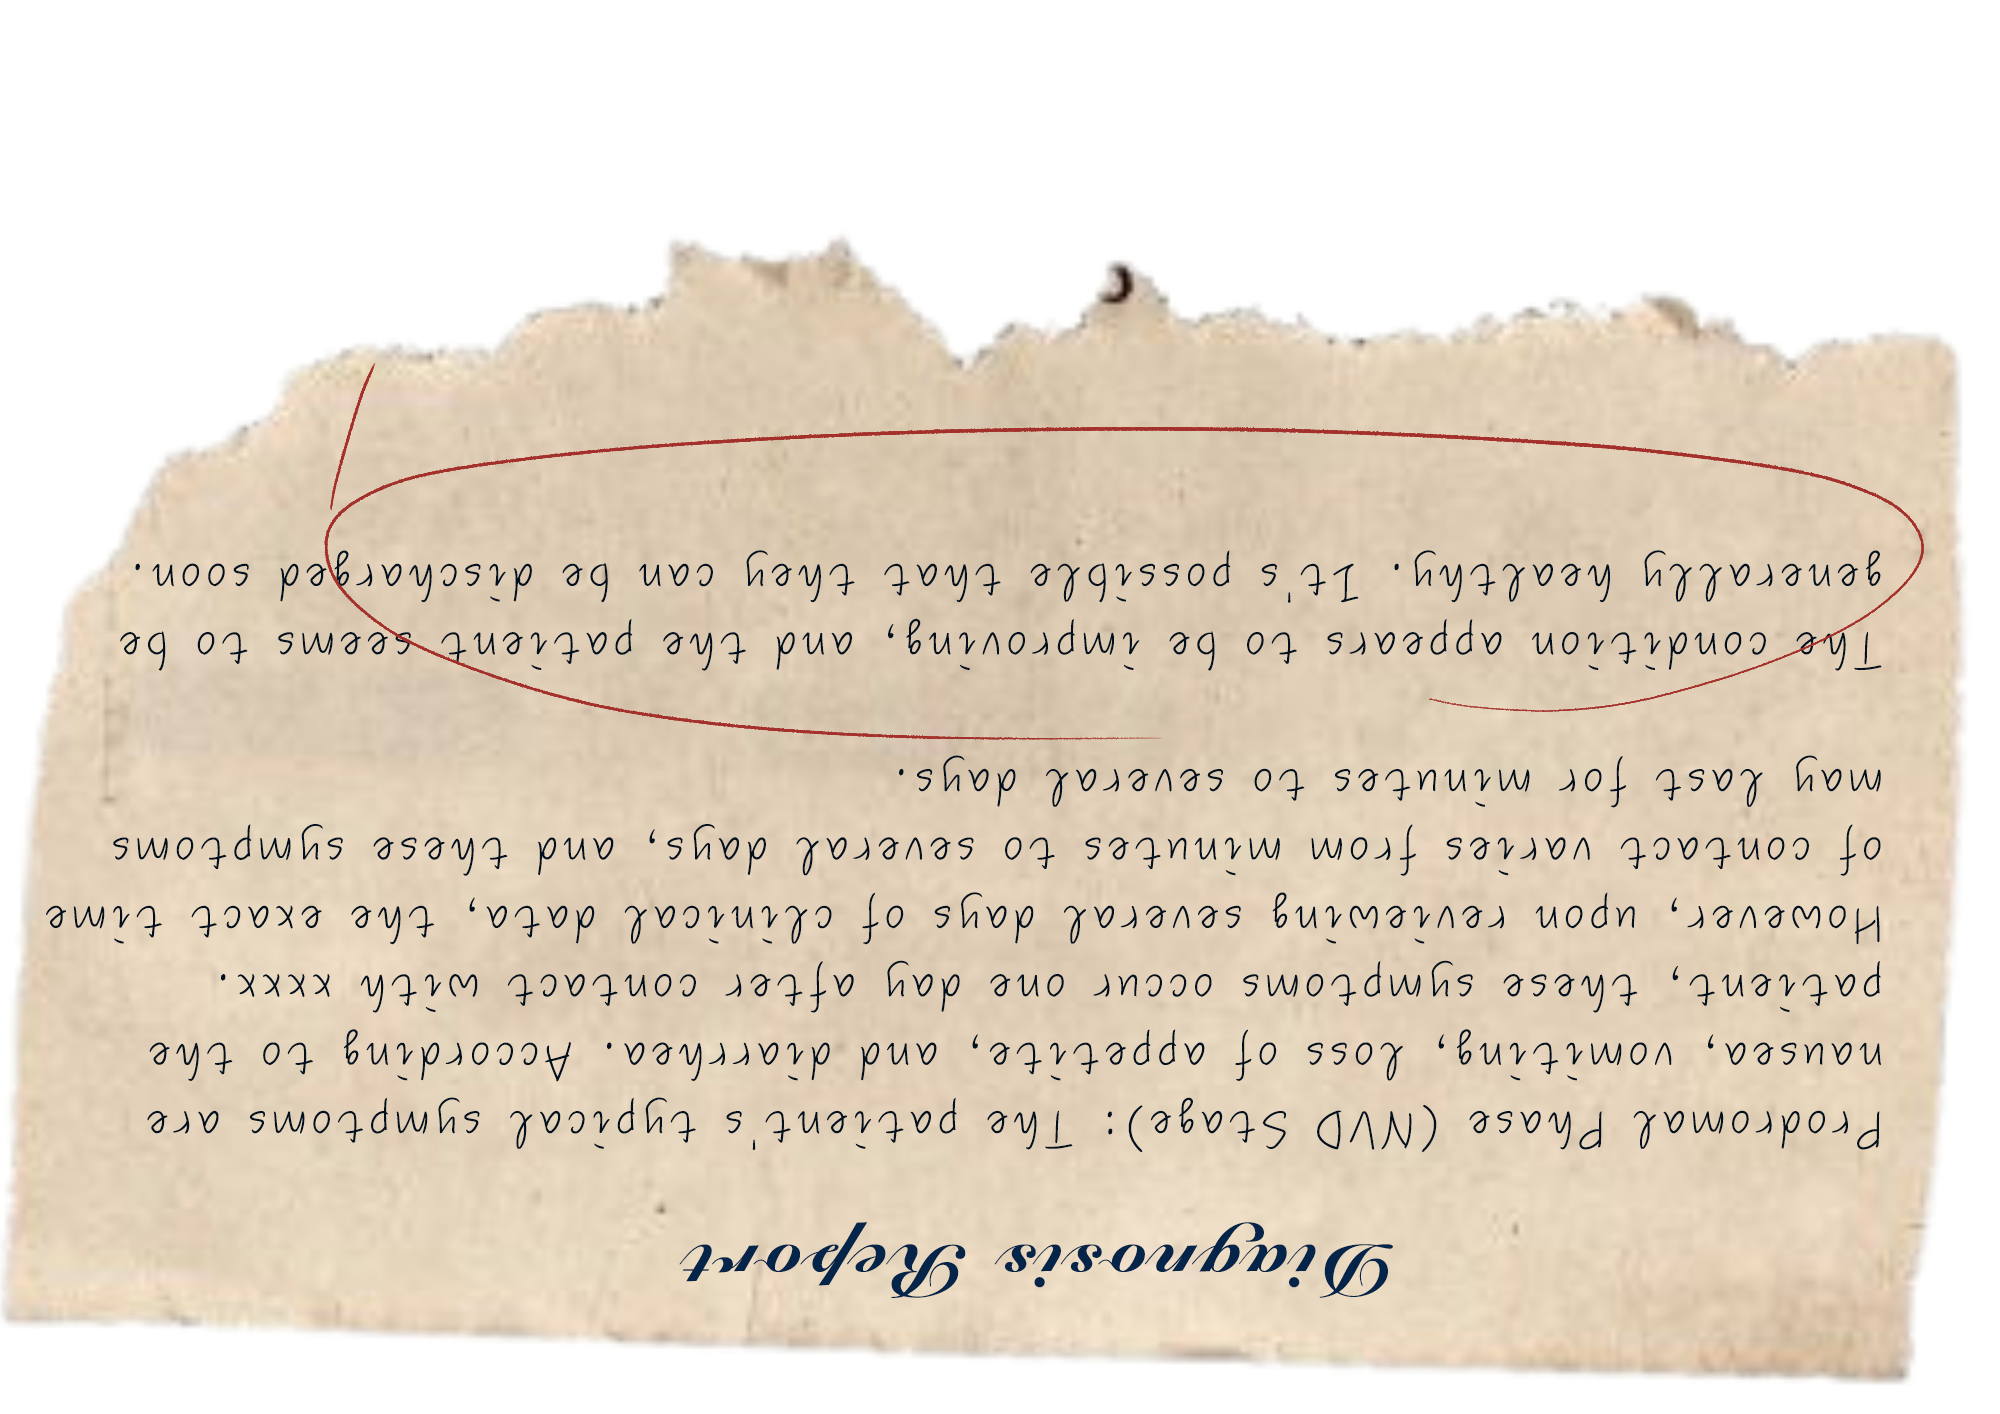 Diagnosis Report
Prodromal Phase (NVD Stage): The patient's typical symptoms are
nausea, vomiting, loss of appetite, and diarrhea. According to the
patient, these symptoms occur one day after contact with xxxx.
However, upon reviewing several days of clinical data, the exact time
of contact varies from minutes to several days, and these symptoms
may last for minutes to several days.
The condition appears to be improving, and the patient seems to be
generally healthy. It's possible that they can be discharged soon.